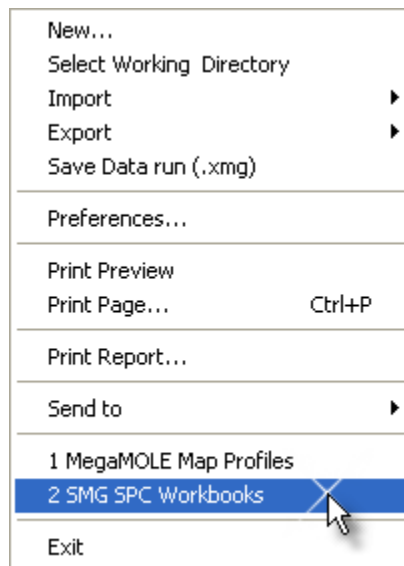 New...
Select Working Directory
Import
Export
Save Data run (.xmg)
Preferences...
Print Preview
Print Page... Ctrl+P
Print Report...
Send to
1 MegaMOLE Map Profiles
2 SMG SPC Workbooks
Exit